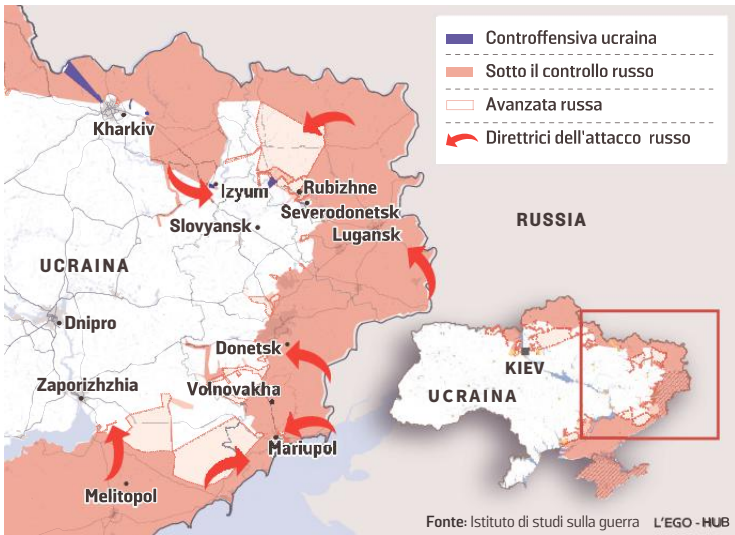 Controffensiva ucraina
Sotto il controllo russo
Avanzata russa
Direttrici dell'attacco russo
Kharkiv
Izyum
Rubizhne
Severodonetsk
Slovyansk
Lugansk
RUSSIA
UCRAINA
Dnipro
Donetsk
Zaporizhzhia
Volnovakha
Mariupol
Melitopol
KIEV
UCRAINA
Fonte: Istituto di studi sulla guerra L'EGO - HUB